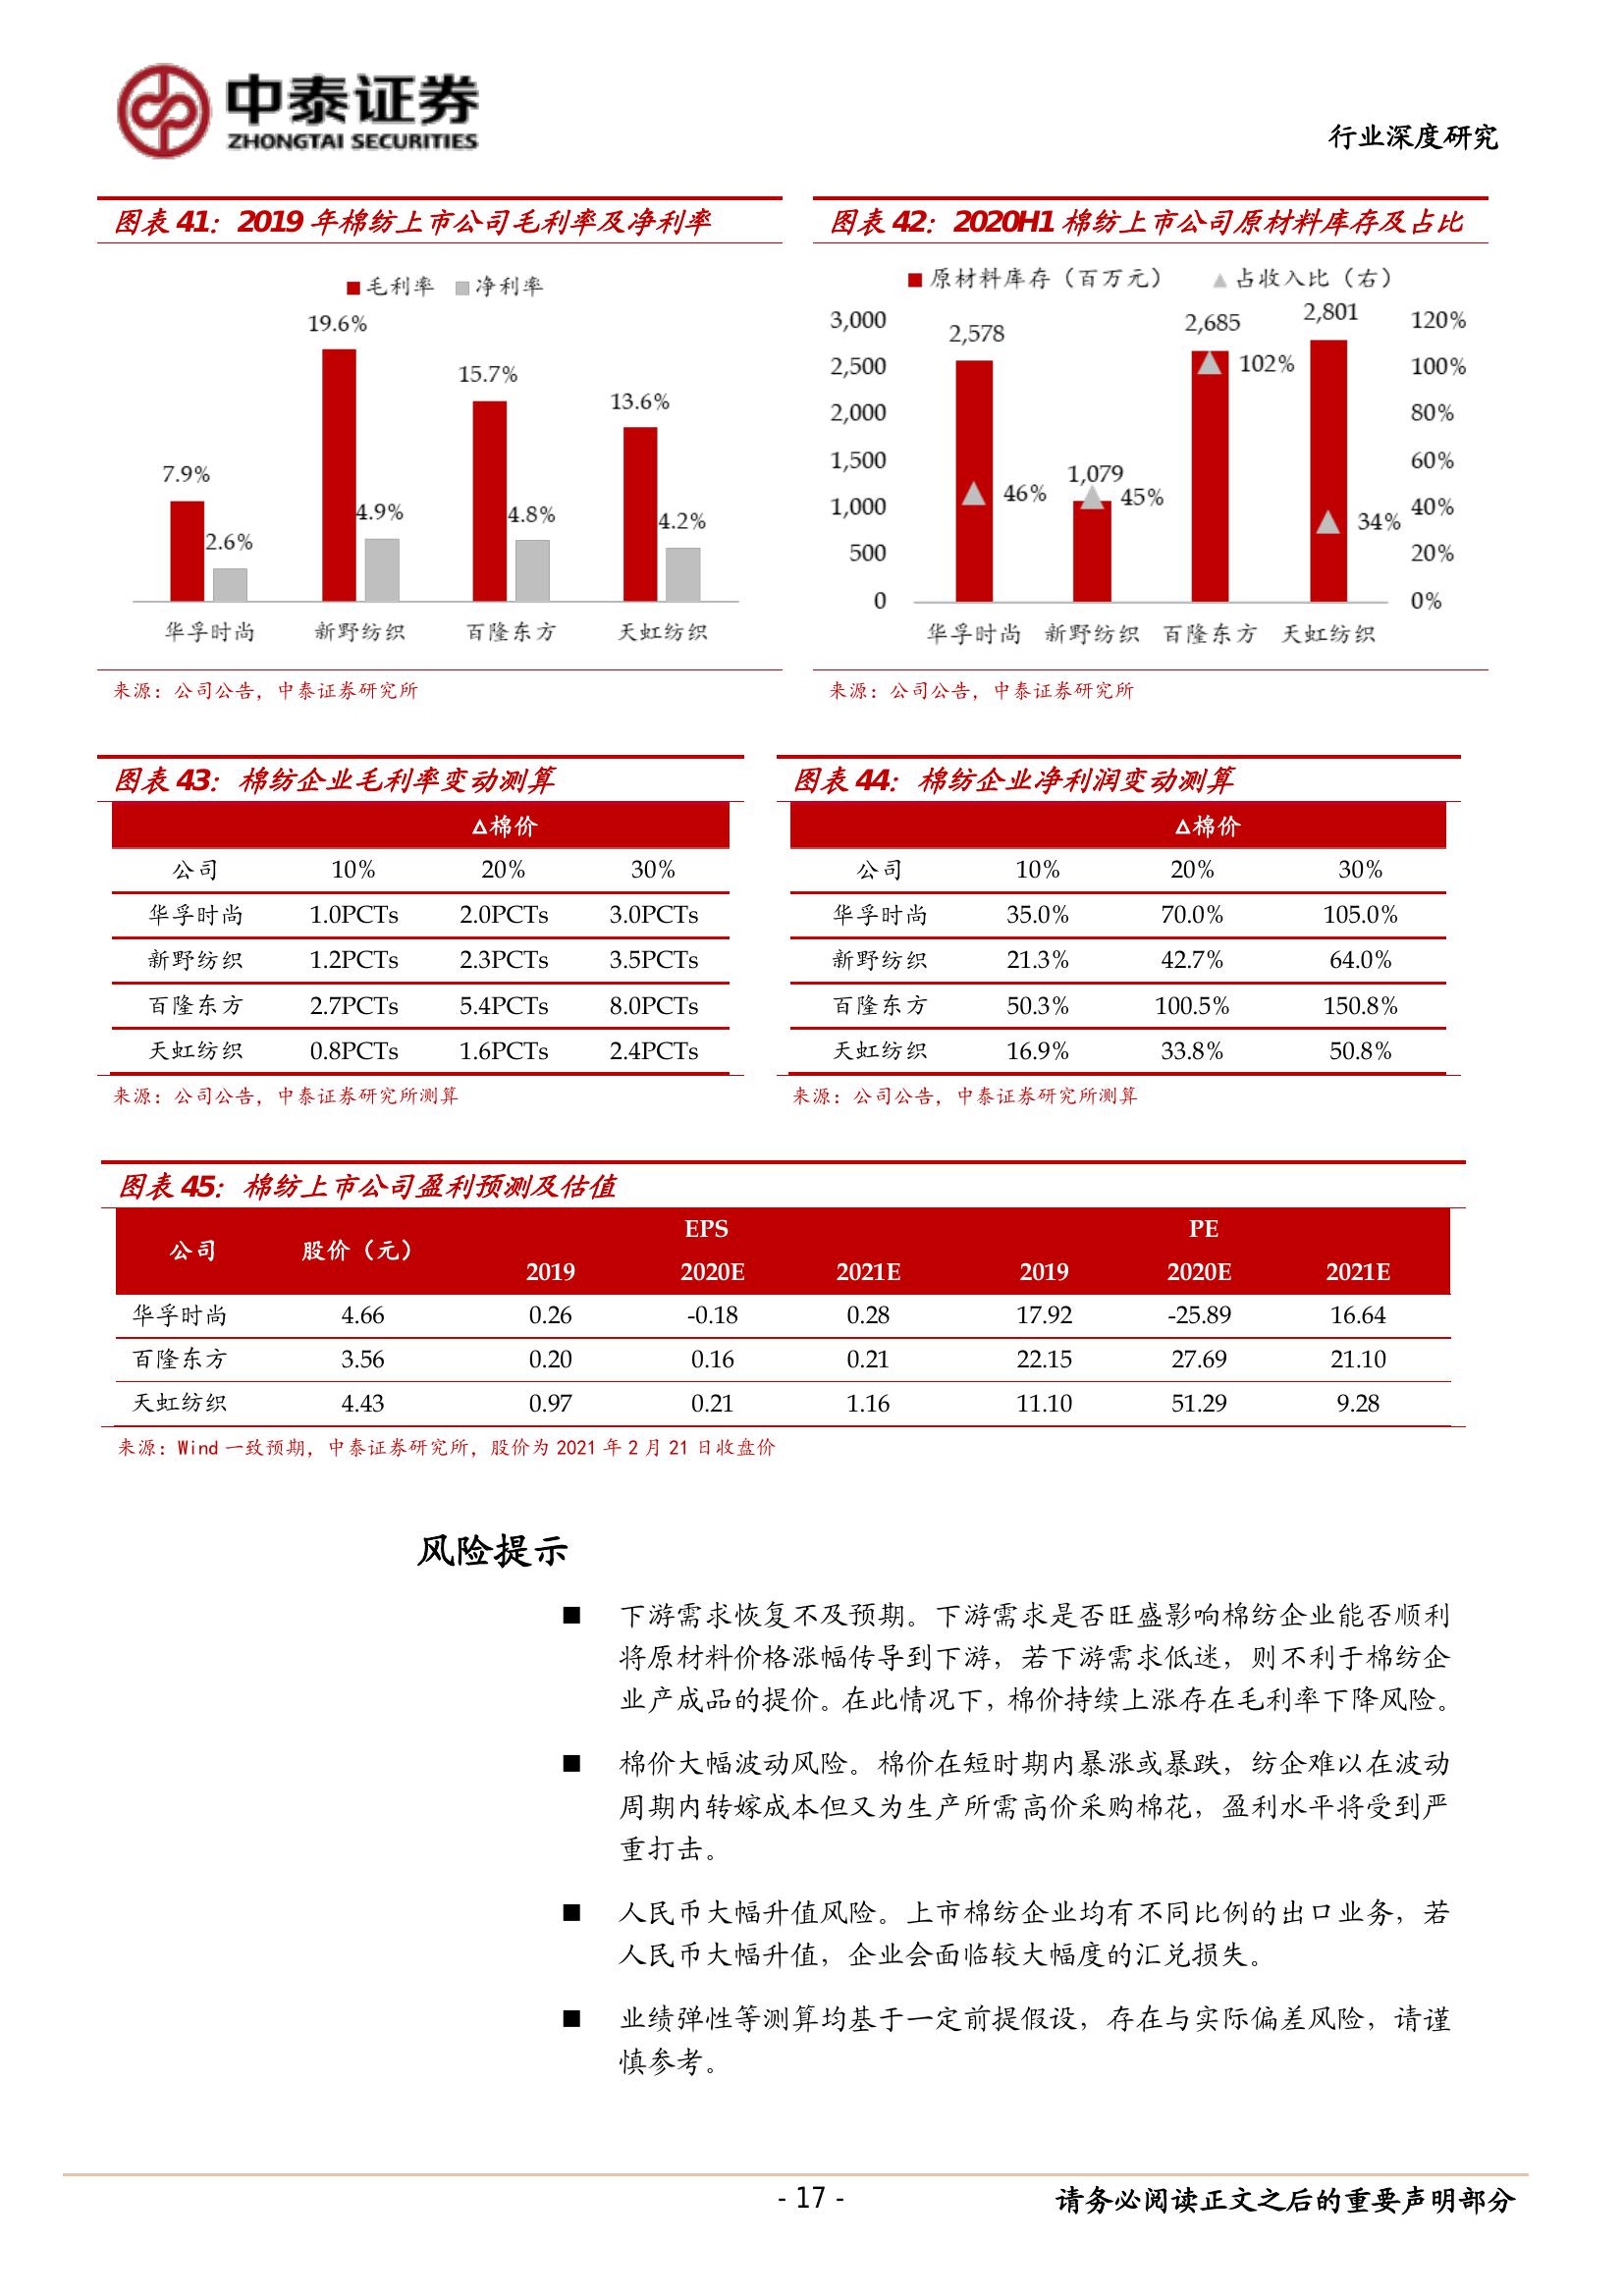 中泰证券
ZHONGTAI SECURITIES
行业深度研究
图表 41：2019 年棉纺上市公司毛利率及净利率
毛利率 净利率
19.6%
15.7%
13.6%
7.9%
4.9%
4.8%
4.2%
2.6%
华孚时尚 新野纺织 百隆东方 天虹纺织
来源：公司公告，中泰证券研究所
图表 42：2020H1 棉纺上市公司原材料库存及占比
原材料库存（百万元） 占收入比（右）
3,000 2,578 2,685 2,801 120%
2,500 102% 100%
2,000 80%
1,500 1,079 60%
46% 45%
1,000 34% 40%
500 20%
0 0%
华孚时尚 新野纺织 百隆东方 天虹纺织
来源：公司公告，中泰证券研究所
图表 43：棉纺企业毛利率变动测算
△棉价
公司 10% 20% 30%
华孚时尚 1.0PCTs 2.0PCTs 3.0PCTs
新野纺织 1.2PCTs 2.3PCTs 3.5PCTs
百隆东方 2.7PCTs 5.4PCTs 8.0PCTs
天虹纺织 0.8PCTs 1.6PCTs 2.4PCTs
来源：公司公告，中泰证券研究所测算
图表 44：棉纺企业净利润变动测算
△棉价
公司 10% 20% 30%
华孚时尚 35.0% 70.0% 105.0%
新野纺织 21.3% 42.7% 64.0%
百隆东方 50.3% 100.5% 150.8%
天虹纺织 16.9% 33.8% 50.8%
来源：公司公告，中泰证券研究所测算
图表 45：棉纺上市公司盈利预测及估值
公司 股价（元） EPS PE
2019 2020E 2021E 2019 2020E 2021E
华孚时尚 4.66 0.26 -0.18 0.28 17.92 -25.89 16.64
百隆东方 3.56 0.20 0.16 0.21 22.15 27.69 21.10
天虹纺织 4.43 0.97 0.21 1.16 11.10 51.29 9.28
来源：Wind 一致预期，中泰证券研究所，股价为 2021 年 2 月 21 日收盘价
风险提示
■ 下游需求恢复不及预期。下游需求是否旺盛影响棉纺企业能否顺利
将原材料价格涨幅传导到下游，若下游需求低迷，则不利于棉纺企
业产成品的提价。在此情况下，棉价持续上涨存在毛利率下降风险。
■ 棉价大幅波动风险。棉价在短时期内暴涨或暴跌，纺企难以在波动
周期内转嫁成本但又为生产所需高价采购棉花，盈利水平将受到严
重打击。
■ 人民币大幅升值风险。上市棉纺企业均有不同比例的出口业务，若
人民币大幅升值，企业会面临较大幅度的汇兑损失。
■ 业绩弹性等测算均基于一定前提假设，存在与实际偏差风险，请谨
慎参考。
- 17 -
请务必阅读正文之后的重要声明部分